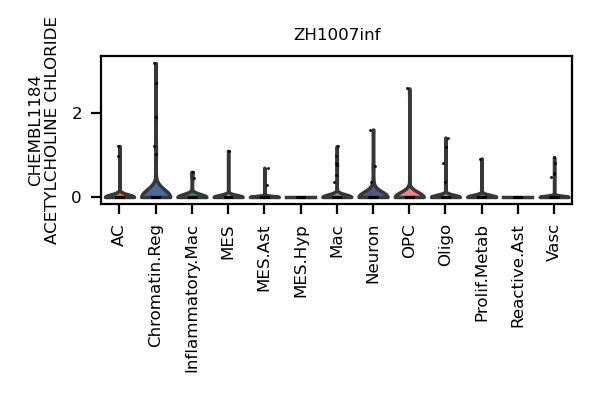 ZH1007inf
CHEMBL1184
ACETYLCHOLINE CHLORIDE
2
0
AC
Chromatin.Reg
Inflammatory.Mac
MES
MES.Ast
MES.Hyp
Mac
Neuron
OPC
Oligo
Prolif.Metab
Reactive.Ast
Vasc